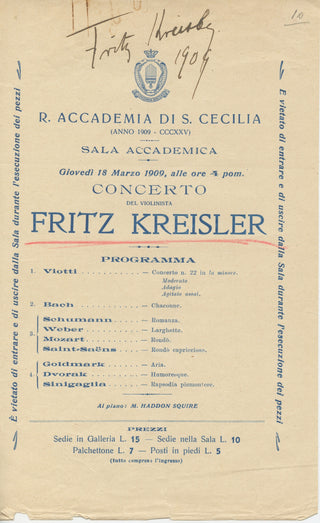 10
Fritz Kreisler
1909
R. ACCADEMIA DI S. CECILIA
(ANNO 1909 - CCCXXV)
SALA ACCADEMICA
Giovedì 18 Marzo 1909, alle ore 4 pom.
CONCERTO
DEL VIOLINISTA
FRITZ KREISLER
PROGRAMMA
1. Viotti — Concerto n. 22 in la minore.
Moderato
Adagio
Agitato assai.
2. Bach — Chaconne.
3. Schumann — Romanza.
Weber — Larghetto.
Mozart — Rondò.
Saint-Saëns — Rondò capriccioso.
4. Goldmark — Aria.
Dvorak — Humoresque.
Sinigaglia — Rapsodia piemontese.
Al piano: M. HADDON SQUIRE
PREZZI
Sedie in Galleria L. 15 — Sedie nella Sala L. 10
Palchettone L. 7 — Posti in piedi L. 5
(tutto compreso l'ingresso)
È vietato di entrare e di uscire dalla Sala durante l'esecuzione dei pezzi
È vietato di entrare e di uscire dalla Sala durante l'esecuzione dei pezzi